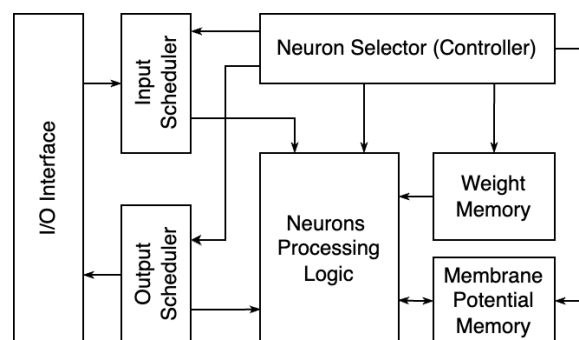 I/O Interface
Input
Scheduler
Neuron Selector (Controller)
Output
Scheduler
Neurons
Processing
Logic
Weight
Memory
Membrane
Potential
Memory